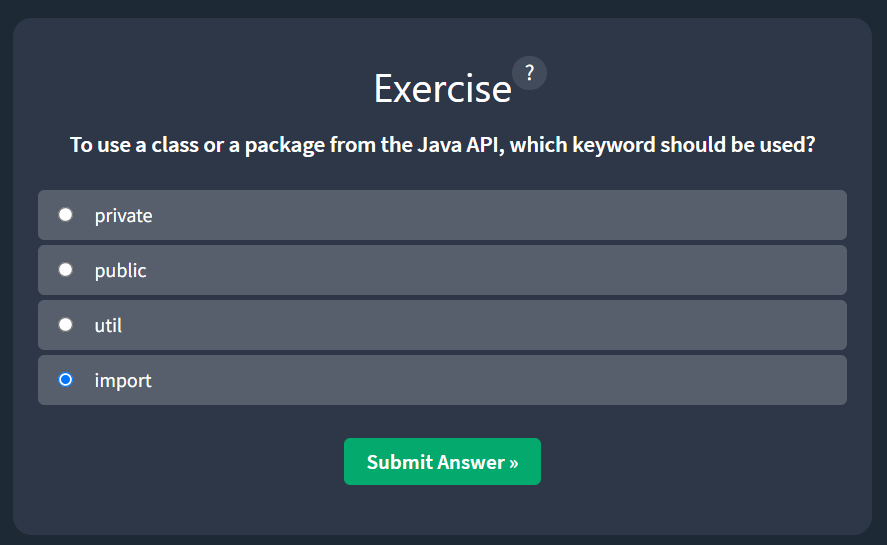 Exercise
?
To use a class or a package from the Java API, which keyword should be used?
private
public
util
import
Submit Answer »